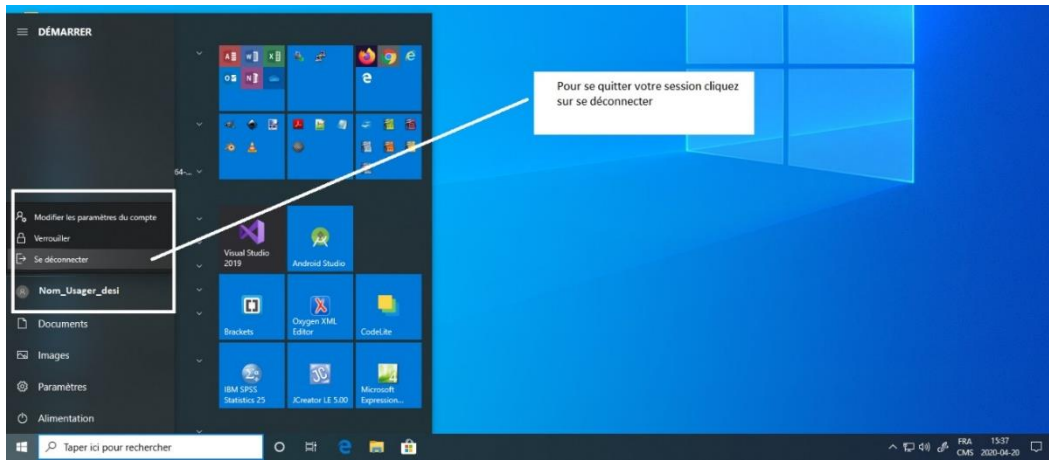 DÉMARRER
Pour se quitter votre session cliquez
sur se déconnecter
64-...
Modifier les paramètres du compte
Verrouiller
Se déconnecter
Nom_Usager_desi
Documents
Images
Paramètres
Alimentation
Visual Studio
2019
Android Studio
Brackets
Oxygen XML
Editor
CodeLite
IBM SPSS
Statistics 25
JCreator LE 5.00
Microsoft
Expression...
Taper ici pour rechercher
FRA
CMS
15:37
2020-04-20